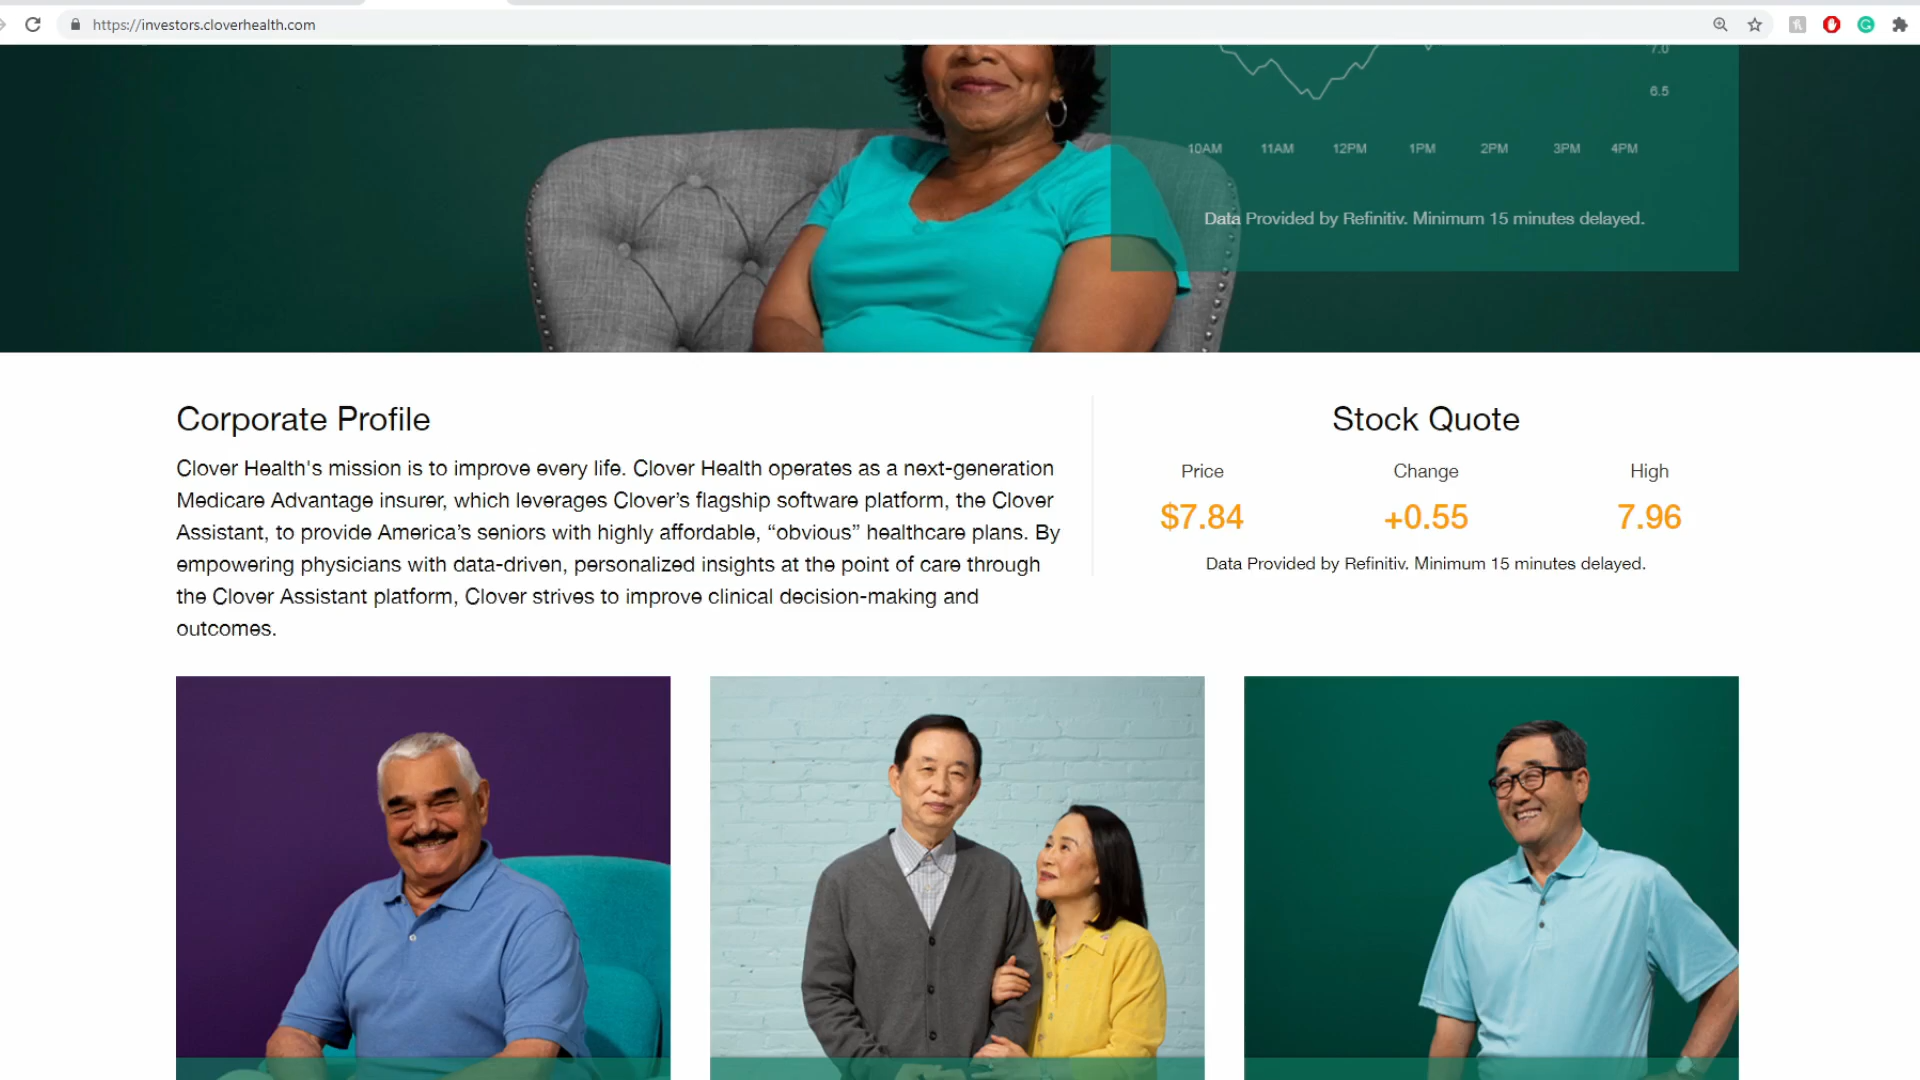 https://investors.cloverhealth.com
7.0
6.5
10AM 11AM 12PM 1PM 2PM 3PM 4PM
Data Provided by Refinitiv. Minimum 15 minutes delayed.
Corporate Profile
Clover Health's mission is to improve every life. Clover Health operates as a next-generation
Medicare Advantage insurer, which leverages Clover’s flagship software platform, the Clover
Assistant, to provide America’s seniors with highly affordable, “obvious” healthcare plans. By
empowering physicians with data-driven, personalized insights at the point of care through
the Clover Assistant platform, Clover strives to improve clinical decision-making and
outcomes.
Stock Quote
Price Change High
$7.84 +0.55 7.96
Data Provided by Refinitiv. Minimum 15 minutes delayed.